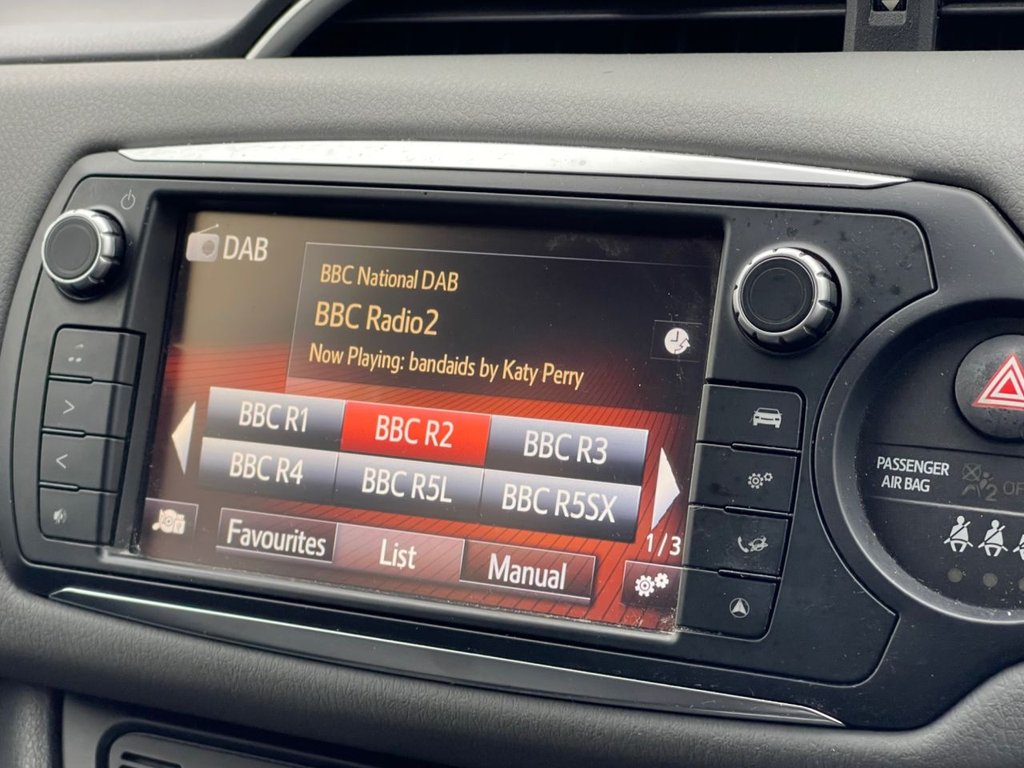 DAB
BBC National DAB
BBC Radio2
Now Playing: bandaids by Katy Perry
BBC R1 BBC R2 BBC R3
BBC R4 BBC R5L BBC R5SX
Favourites List Manual
1/3
PASSENGER
AIR BAG
2